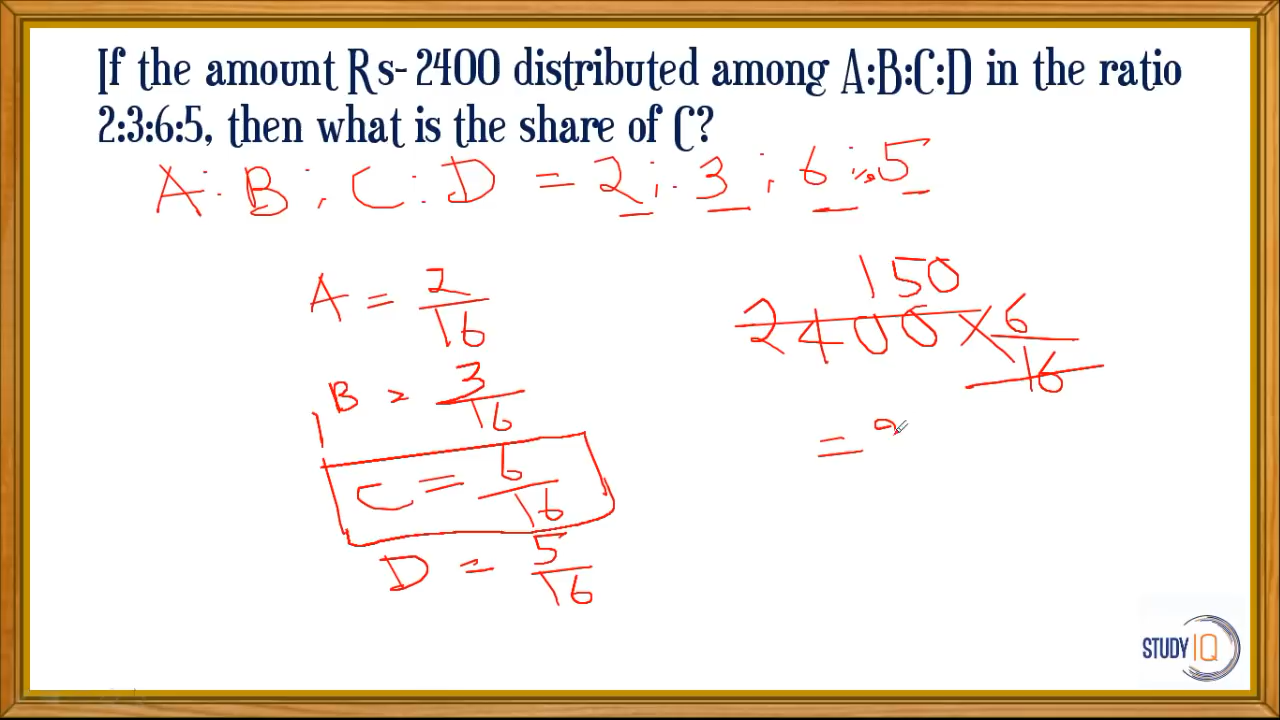 If the amount Rs-2400 distributed among A:B:C:D in the ratio
2:3:6:5, then what is the share of C?
A:B:C:D = 2:3:6:5
A = 2/16
B = 3/16
C = 6/16
D = 5/16
150
2400 × 6/16
=
STUDY IQ